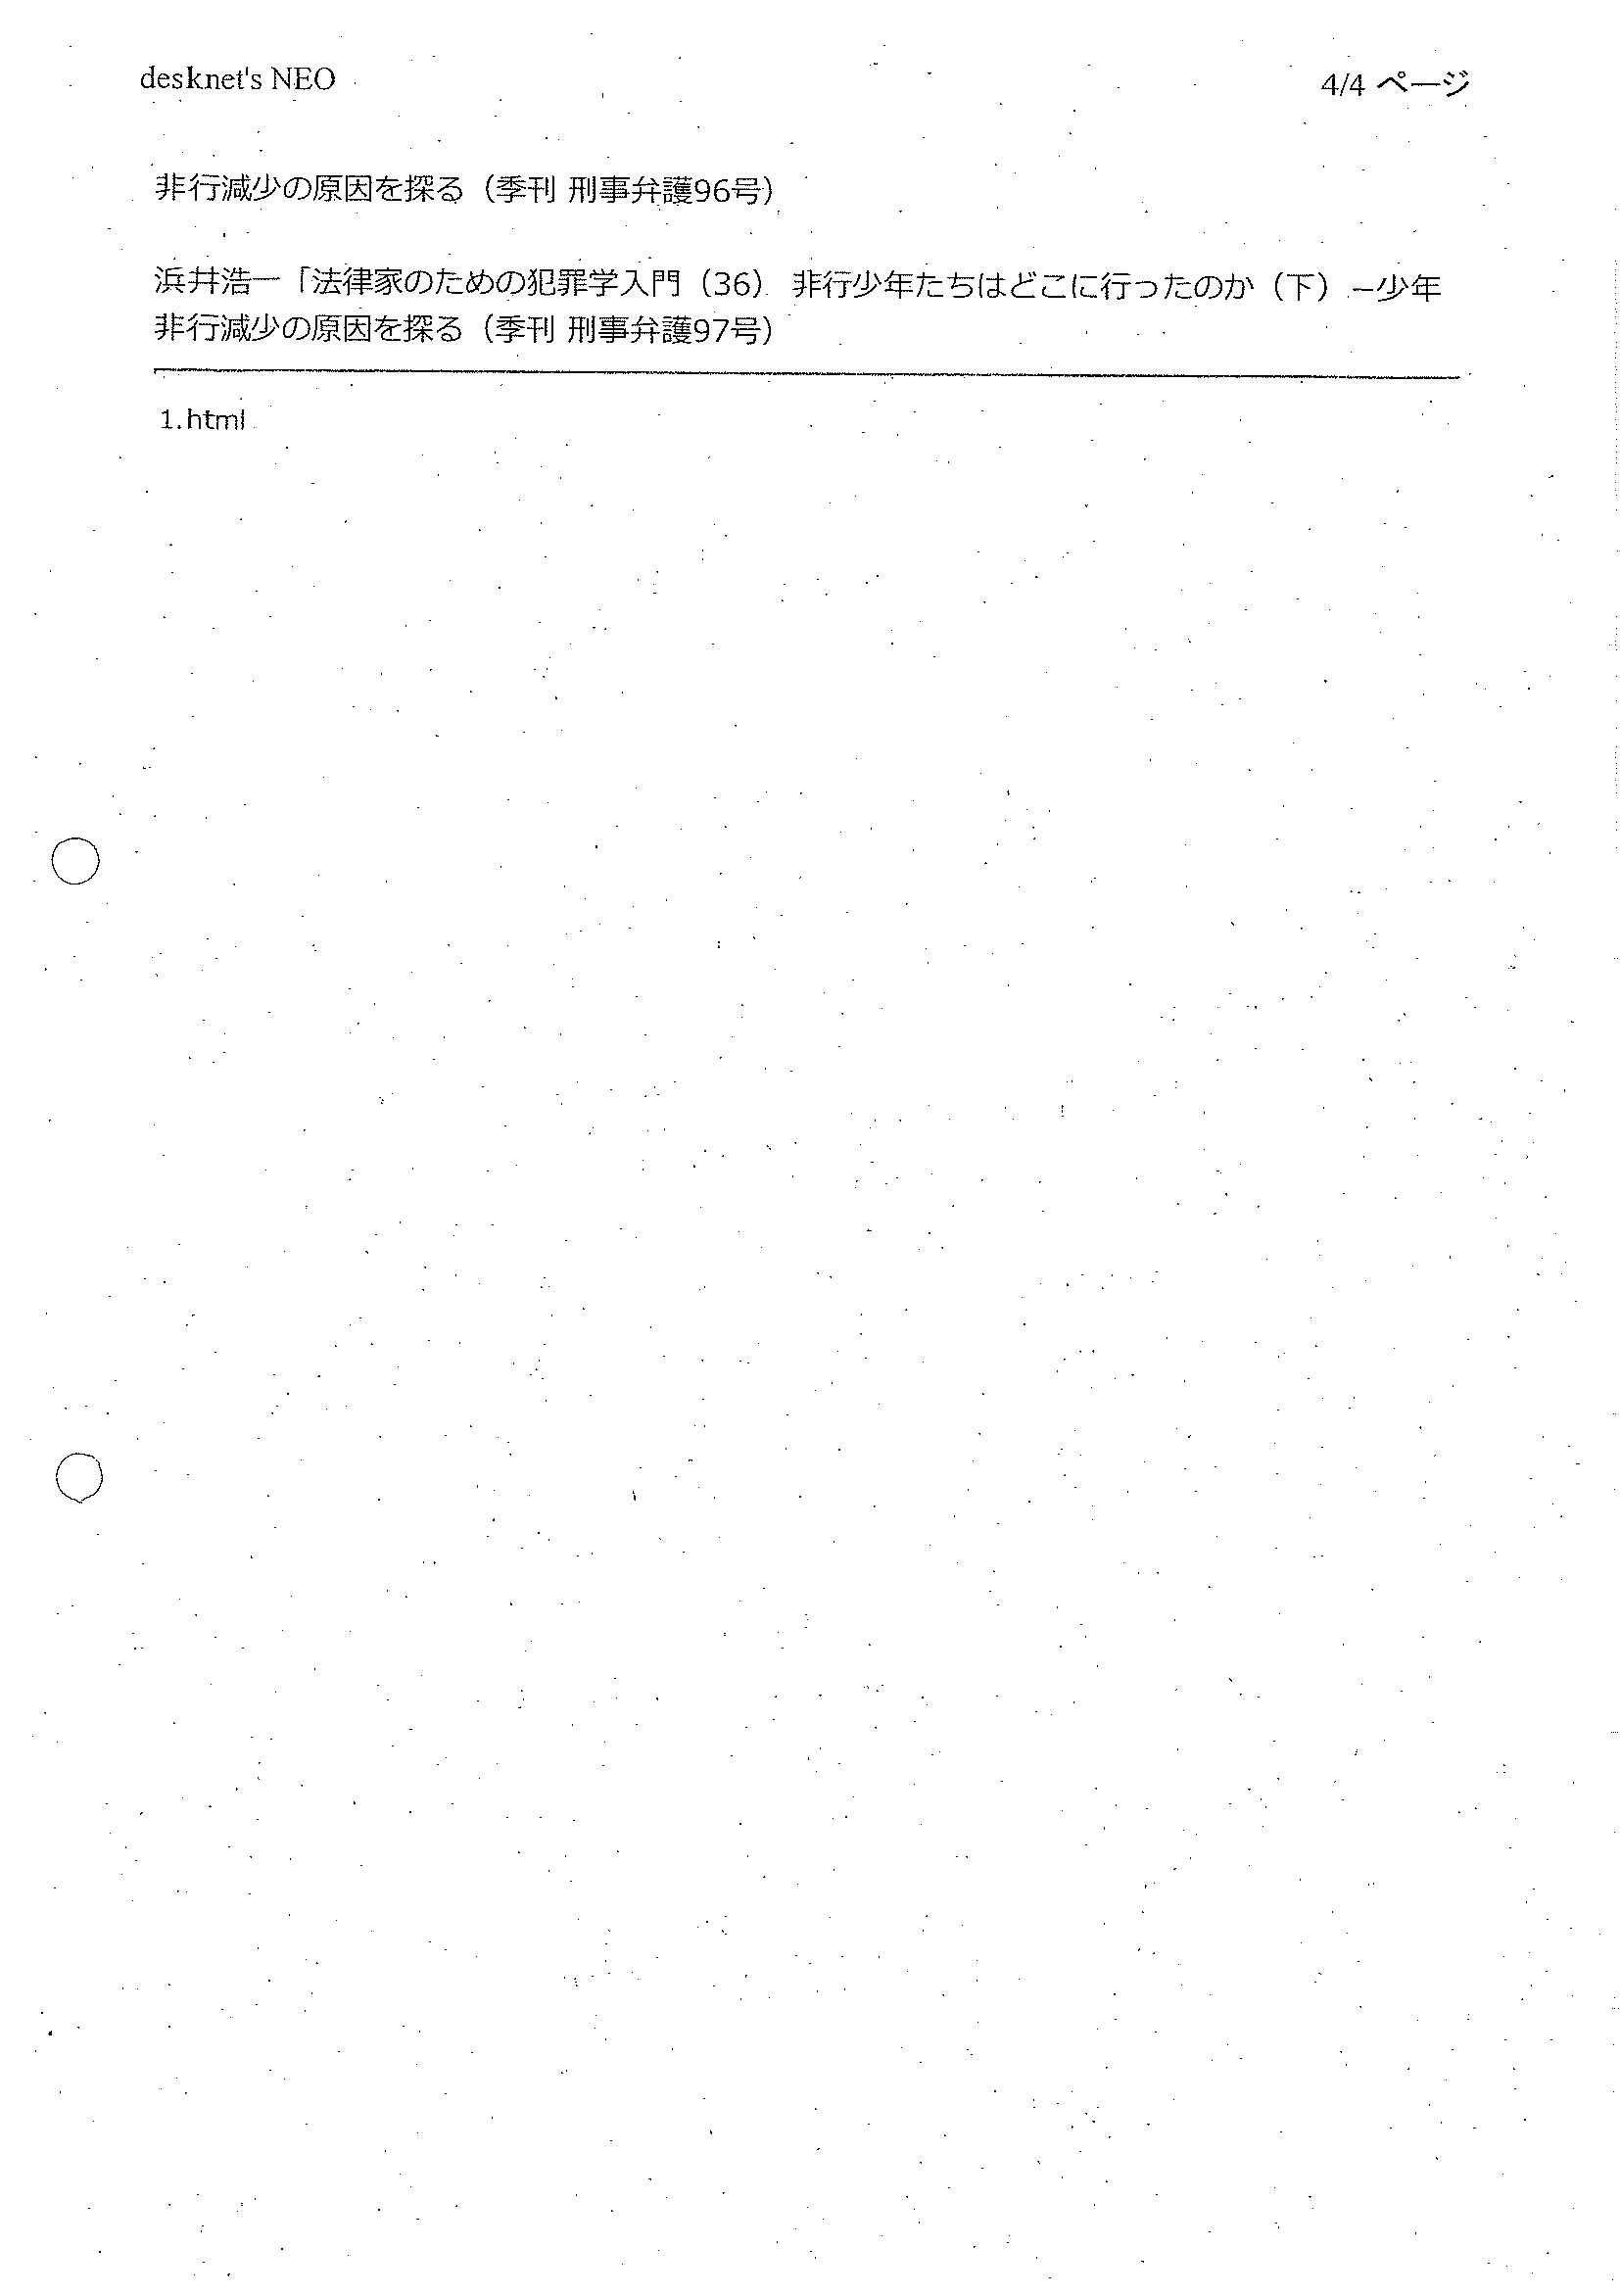 desknet's NEO
4/4 ページ
非行減少の原因を探る（季刊 刑事弁護96号）
浜井浩一「法律家のための犯罪学入門（36） 非行少年たちはどこに行ったのか（下）−少年
非行減少の原因を探る（季刊 刑事弁護97号）
1.html